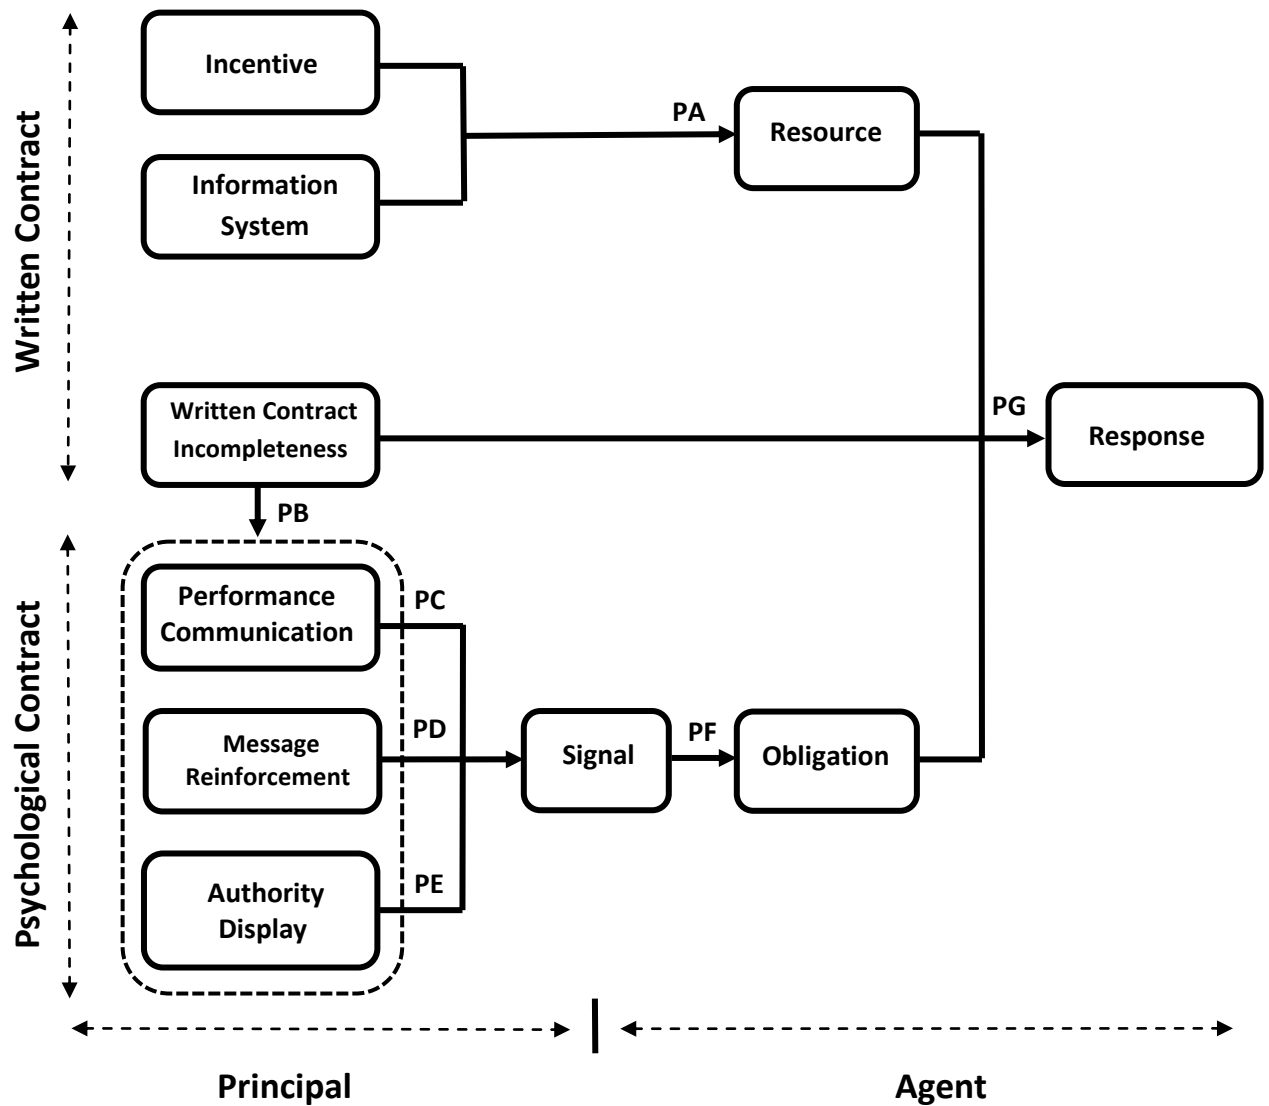 Written Contract
Incentive
Information
System
PA
Resource
Written Contract
Incompleteness
PG
Response
PB
Psychological Contract
Performance
Communication
PC
Message
Reinforcement
PD
Signal
PF
Obligation
Authority
Display
PE
Principal
Agent